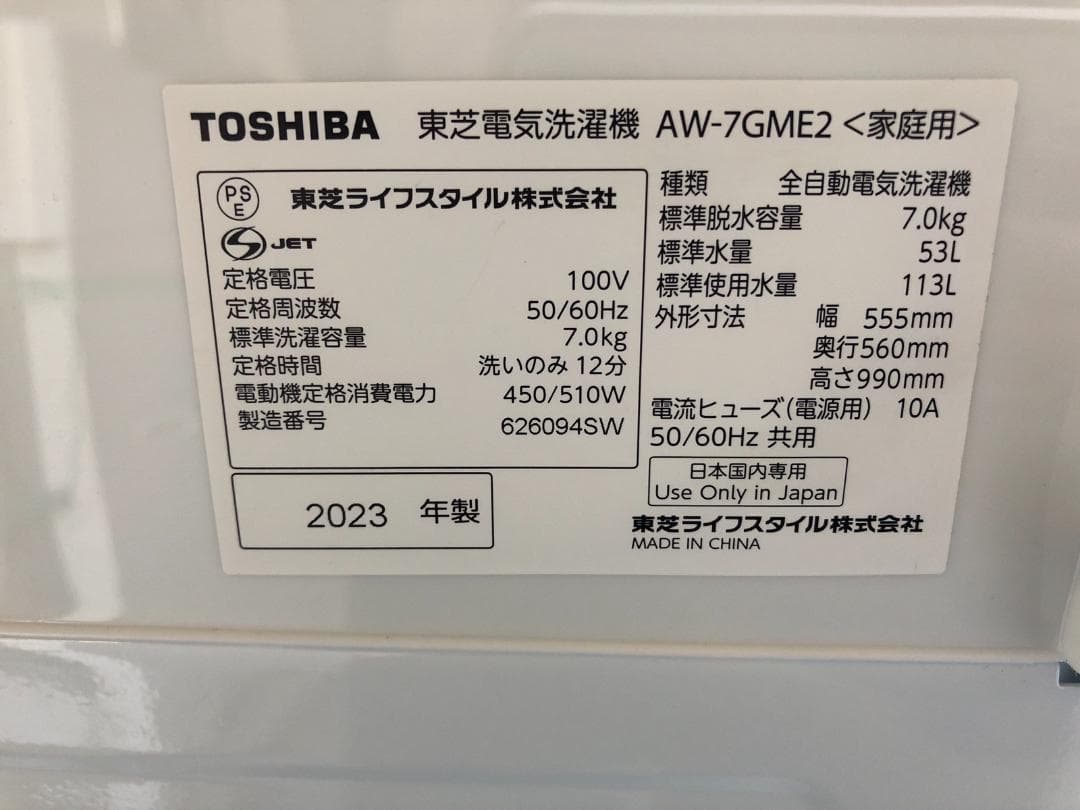 TOSHIBA 東芝電気洗濯機 AW-7GME2 <家庭用>
PS
E
東芝ライフスタイル株式会社
S JET
定格電圧 100V
定格周波数 50/60Hz
標準洗濯容量 7.0kg
定格時間 洗いのみ 12分
電動機定格消費電力 450/510W
製造番号 626094SW
2023 年製
種類 全自動電気洗濯機
標準脱水容量 7.0kg
標準水量 53L
標準使用水量 113L
外形寸法 幅 555mm
奥行560mm
高さ990mm
電流ヒューズ(電源用) 10A
50/60Hz 共用
日本国内専用
Use Only in Japan
東芝ライフスタイル株式会社
MADE IN CHINA